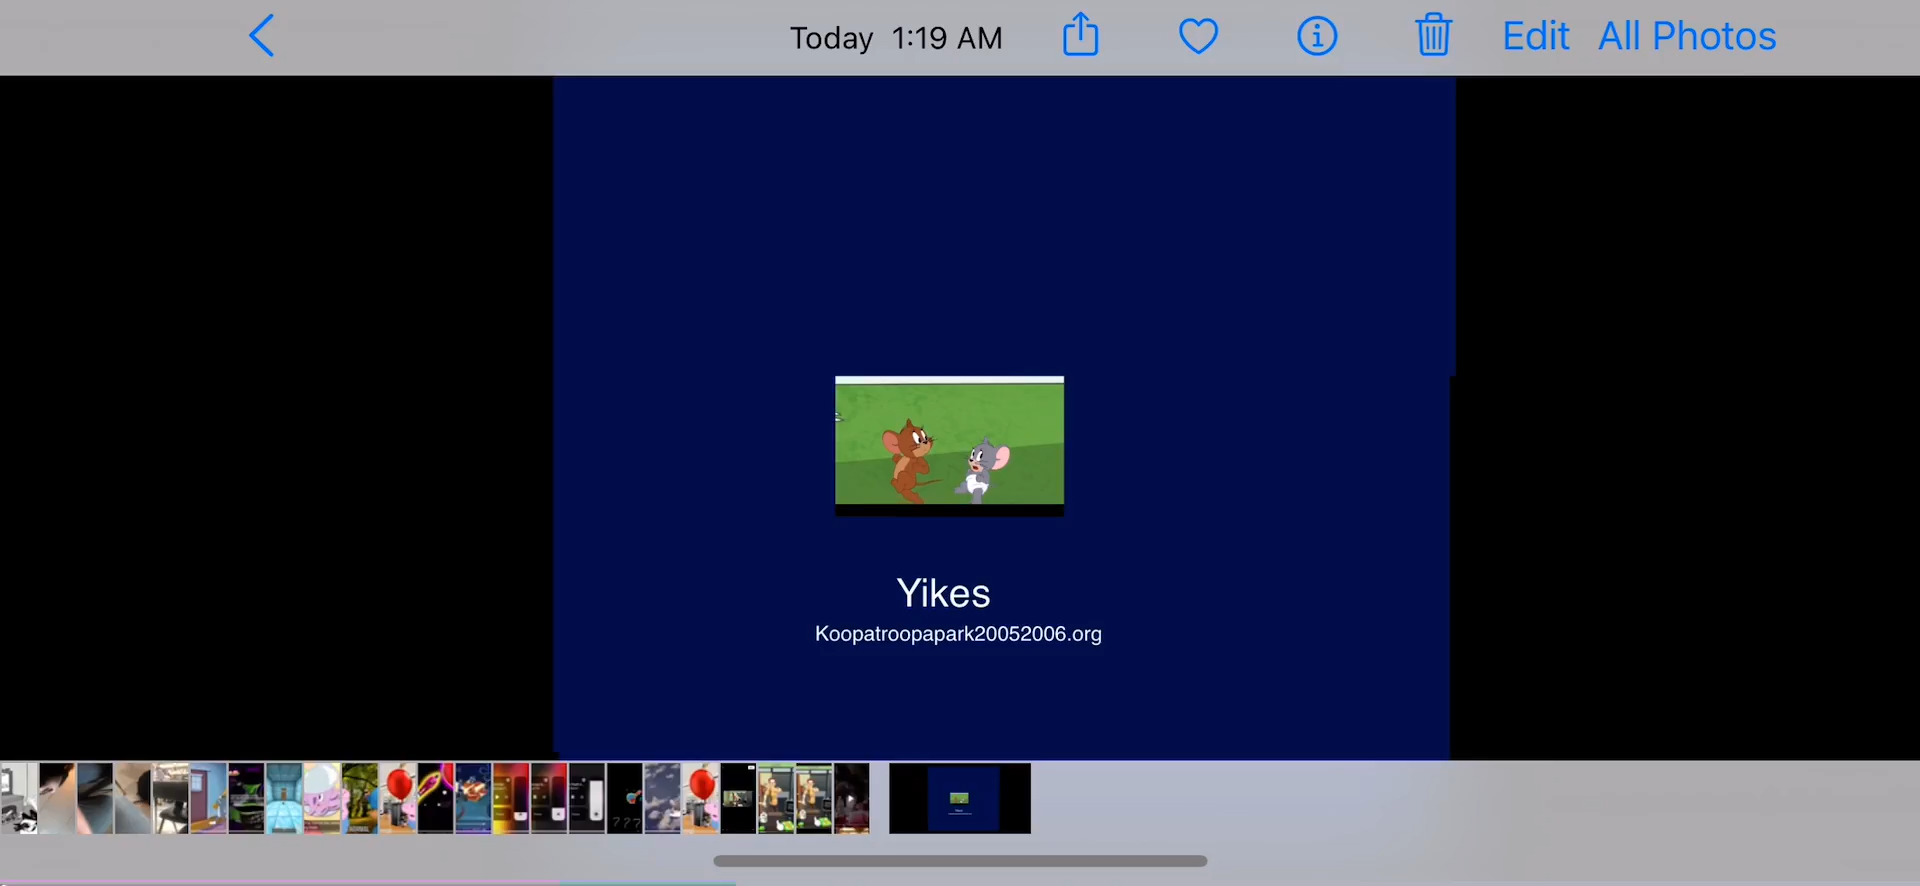 Today 1:19 AM
Edit
All Photos
Yikes
Koopatroopapark20052006.org
???